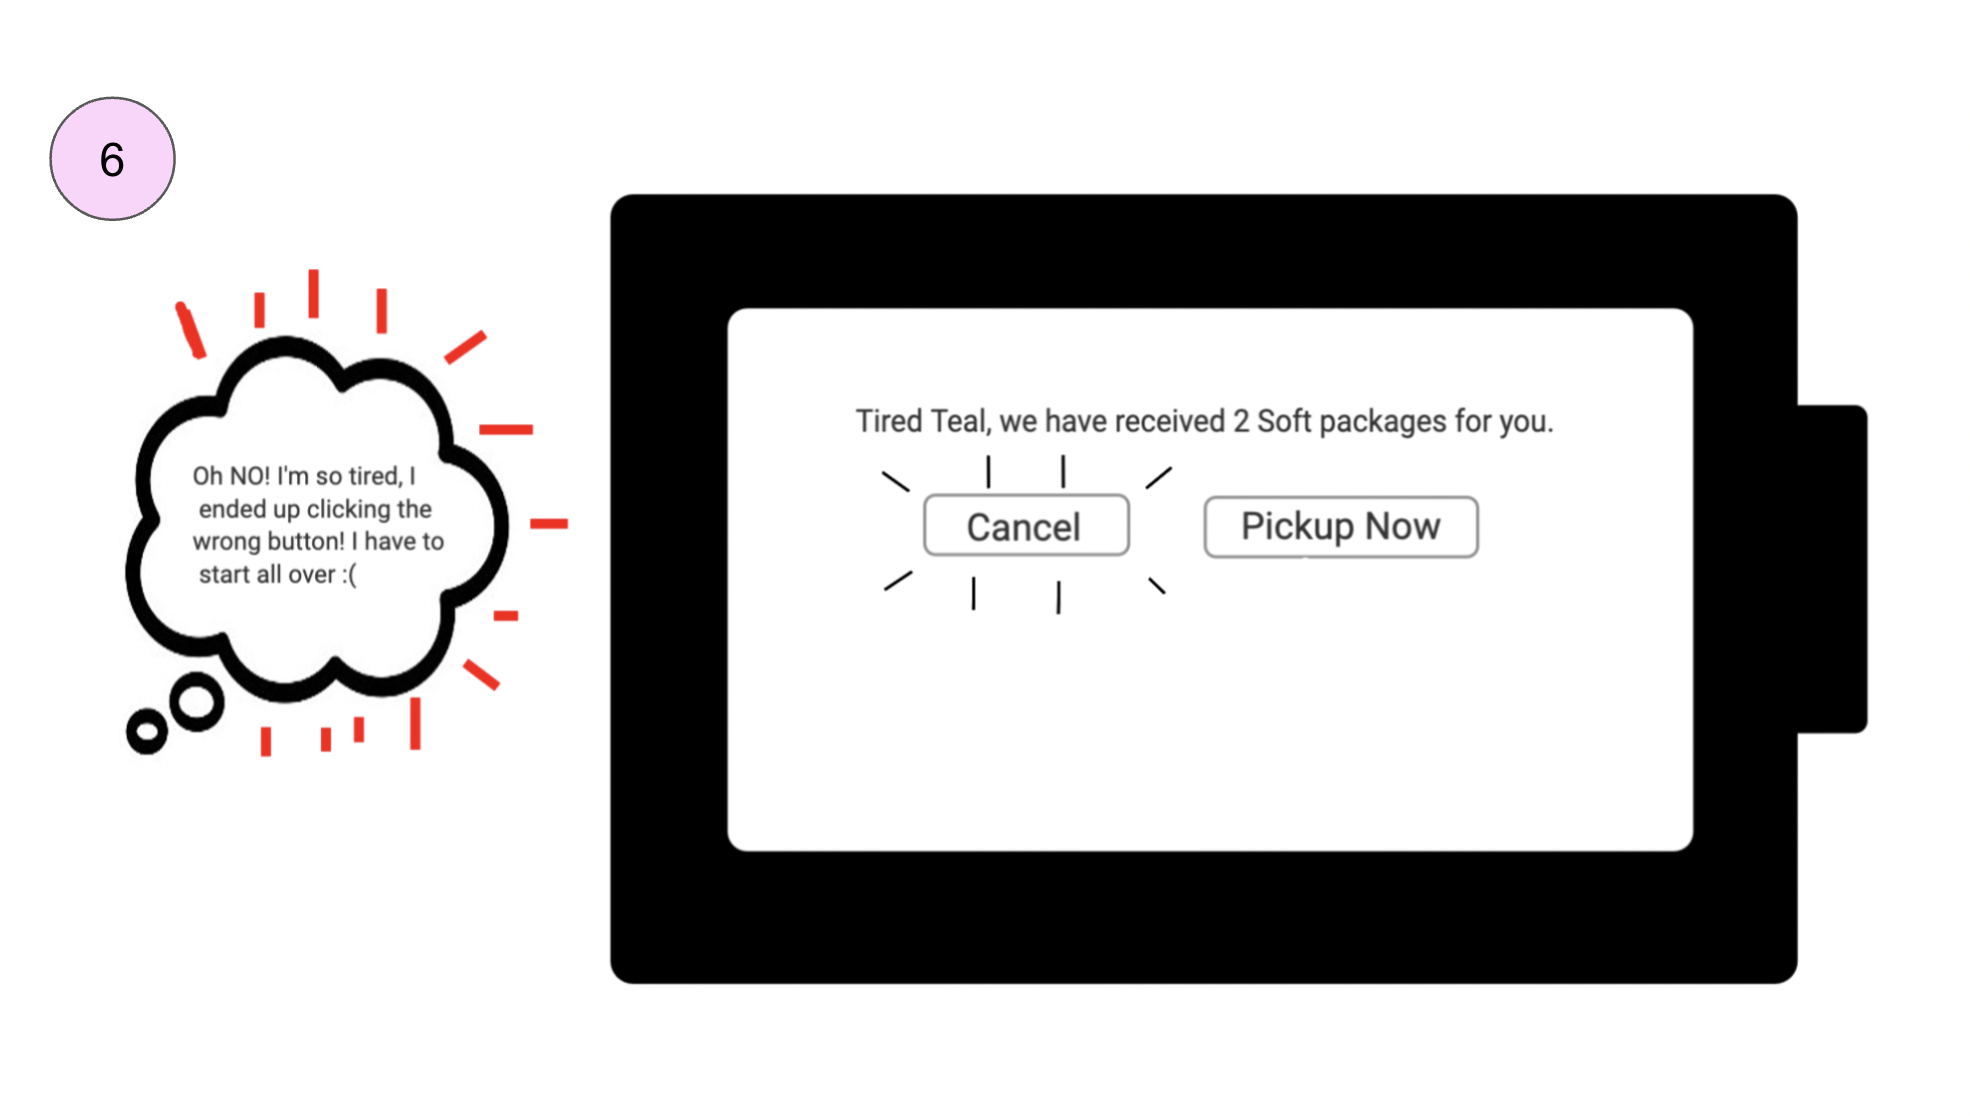 6
Oh NO! I'm so tired, I
ended up clicking the
wrong button! I have to
start all over :(
Tired Teal, we have received 2 Soft packages for you.
Cancel
Pickup Now